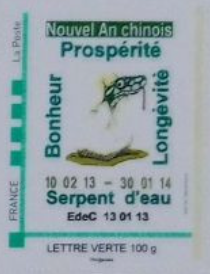 La Poste
Nouvel An chinois
Prospérité
Bonheur
Longévité
10 02 13 – 30 01 14
Serpent d'eau
EdeC 13 01 13
FRANCE
LETTRE VERTE 100 g